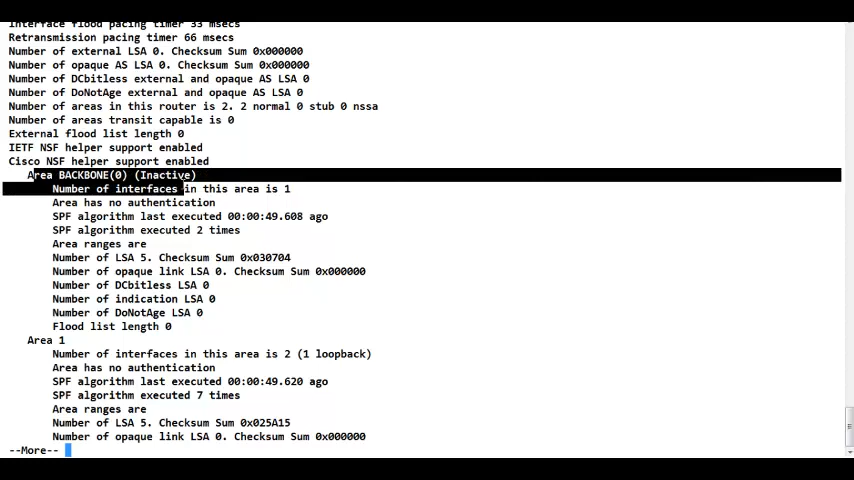 Interface flood pacing timer 33 msecs
Retransmission pacing timer 66 msecs
Number of external LSA 0. Checksum Sum 0x000000
Number of opaque AS LSA 0. Checksum Sum 0x000000
Number of DCbitless external and opaque AS LSA 0
Number of DoNotAge external and opaque AS LSA 0
Number of areas in this router is 2. 2 normal 0 stub 0 nssa
Number of areas transit capable is 0
External flood list length 0
IETF NSF helper support enabled
Cisco NSF helper support enabled
Area BACKBONE(0) (Inactive)
Number of interfaces in this area is 1
Area has no authentication
SPF algorithm last executed 00:00:49.608 ago
SPF algorithm executed 2 times
Area ranges are
Number of LSA 5. Checksum Sum 0x030704
Number of opaque link LSA 0. Checksum Sum 0x000000
Number of DCbitless LSA 0
Number of indication LSA 0
Number of DoNotAge LSA 0
Flood list length 0
Area 1
Number of interfaces in this area is 2 (1 loopback)
Area has no authentication
SPF algorithm last executed 00:00:49.620 ago
SPF algorithm executed 7 times
Area ranges are
Number of LSA 5. Checksum Sum 0x025A15
Number of opaque link LSA 0. Checksum Sum 0x000000
--More--